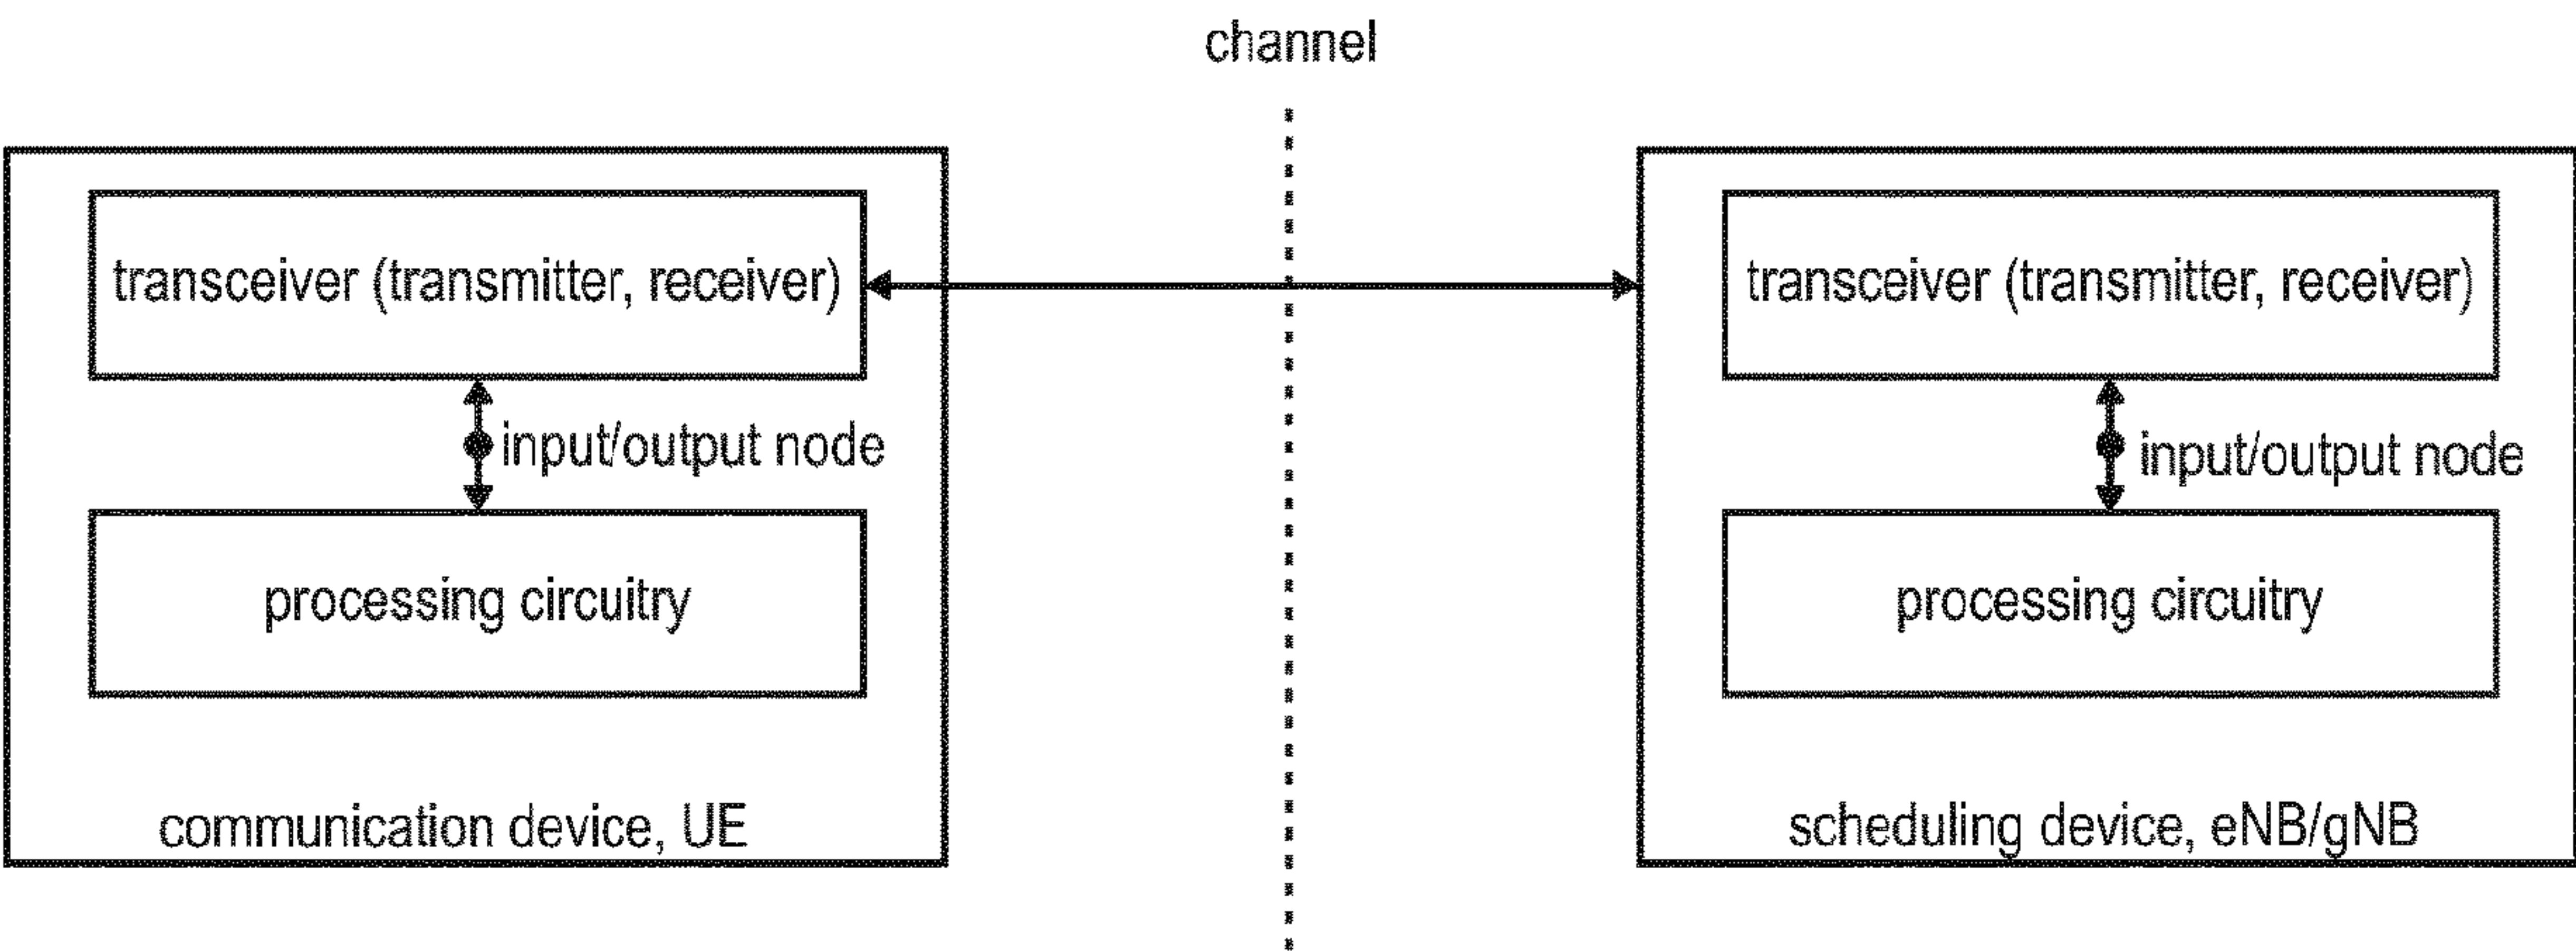 channel
transceiver (transmitter, receiver)
input/output node
processing circuitry
communication device, UE
transceiver (transmitter, receiver)
input/output node
processing circuitry
scheduling device, eNB/gNB